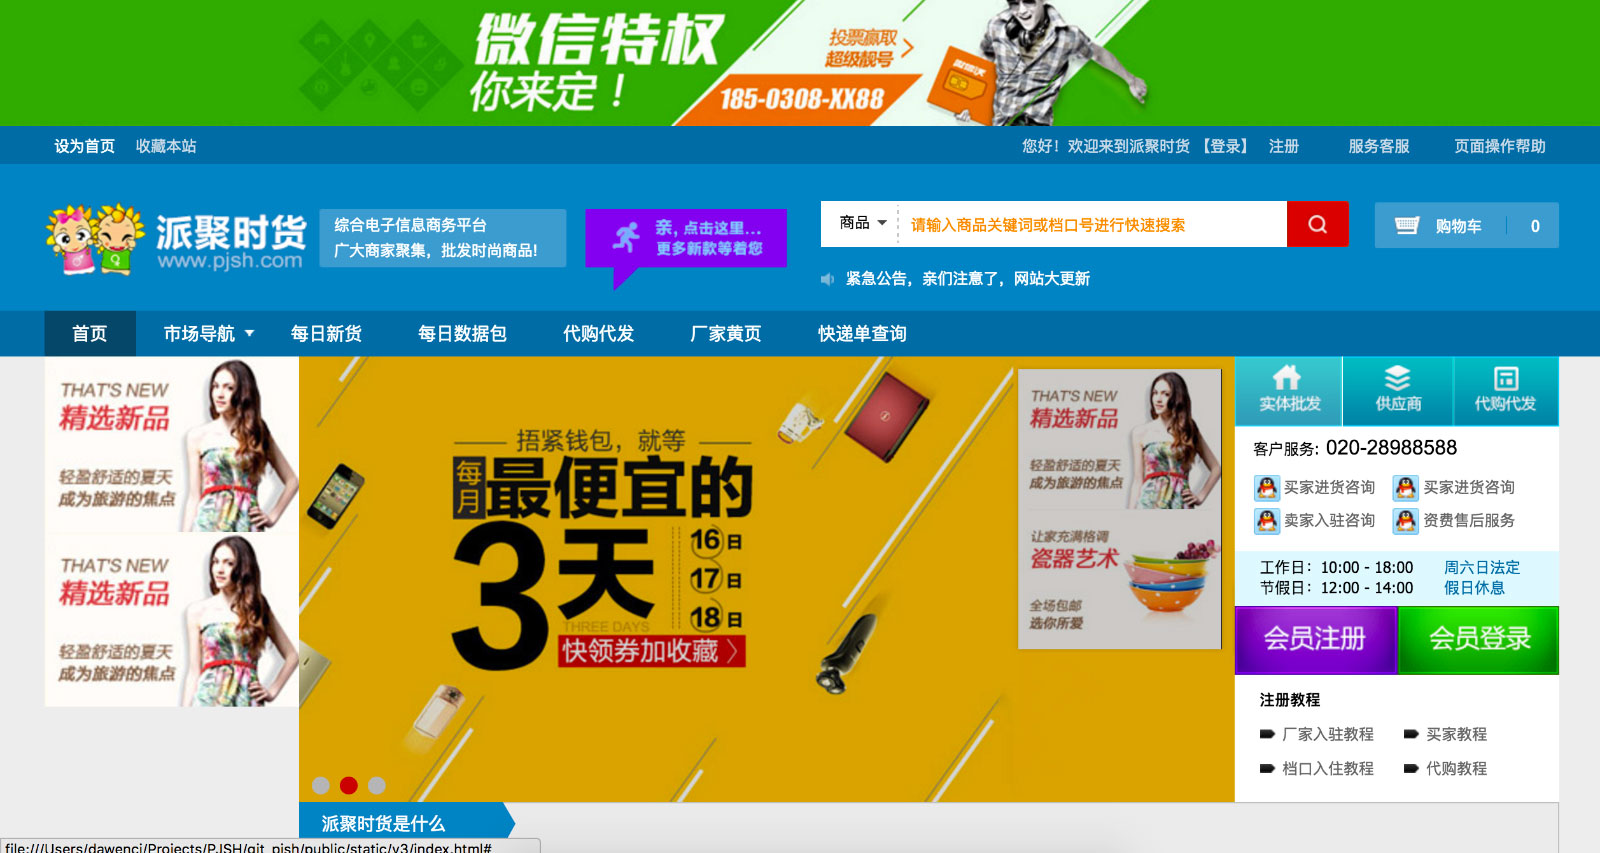 微信特权
你来定！
投票赢取
超级靓号
185-0308-XX88
设为首页 收藏本站 您好！欢迎来到派聚时货 【登录】 注册 服务客服 页面操作帮助
派聚时货
www.pjsh.com
综合电子信息商务平台
广大商家聚集，批发时尚商品!
亲，点击这里...
更多新款等着您
商品 请输入商品关键词或档口号进行快速搜索
购物车 0
紧急公告，亲们注意了，网站大更新
首页 市场导航 每日新货 每日数据包 代购代发 厂家黄页 快递单查询
THAT'S NEW
精选新品
轻盈舒适的夏天
成为旅游的焦点
THAT'S NEW
精选新品
轻盈舒适的夏天
成为旅游的焦点
捂紧钱包，就等
每月最便宜的
3天
16日
17日
18日
THREE DAYS
快领券加收藏
THAT'S NEW
精选新品
轻盈舒适的夏天
成为旅游的焦点
让家充满格调
瓷器艺术
全场包邮
选你所爱
实体批发 供应商 代购代发
客户服务: 020-28988588
买家进货咨询 买家进货咨询
卖家入驻咨询 资费售后服务
工作日：10:00 - 18:00 周六日法定
节假日：12:00 - 14:00 假日休息
会员注册 会员登录
注册教程
厂家入驻教程 买家教程
档口入住教程 代购教程
派聚时货是什么
file:///Users/dawenci/Projects/PJSH/git_pjsh/public/static/v3/index.html#